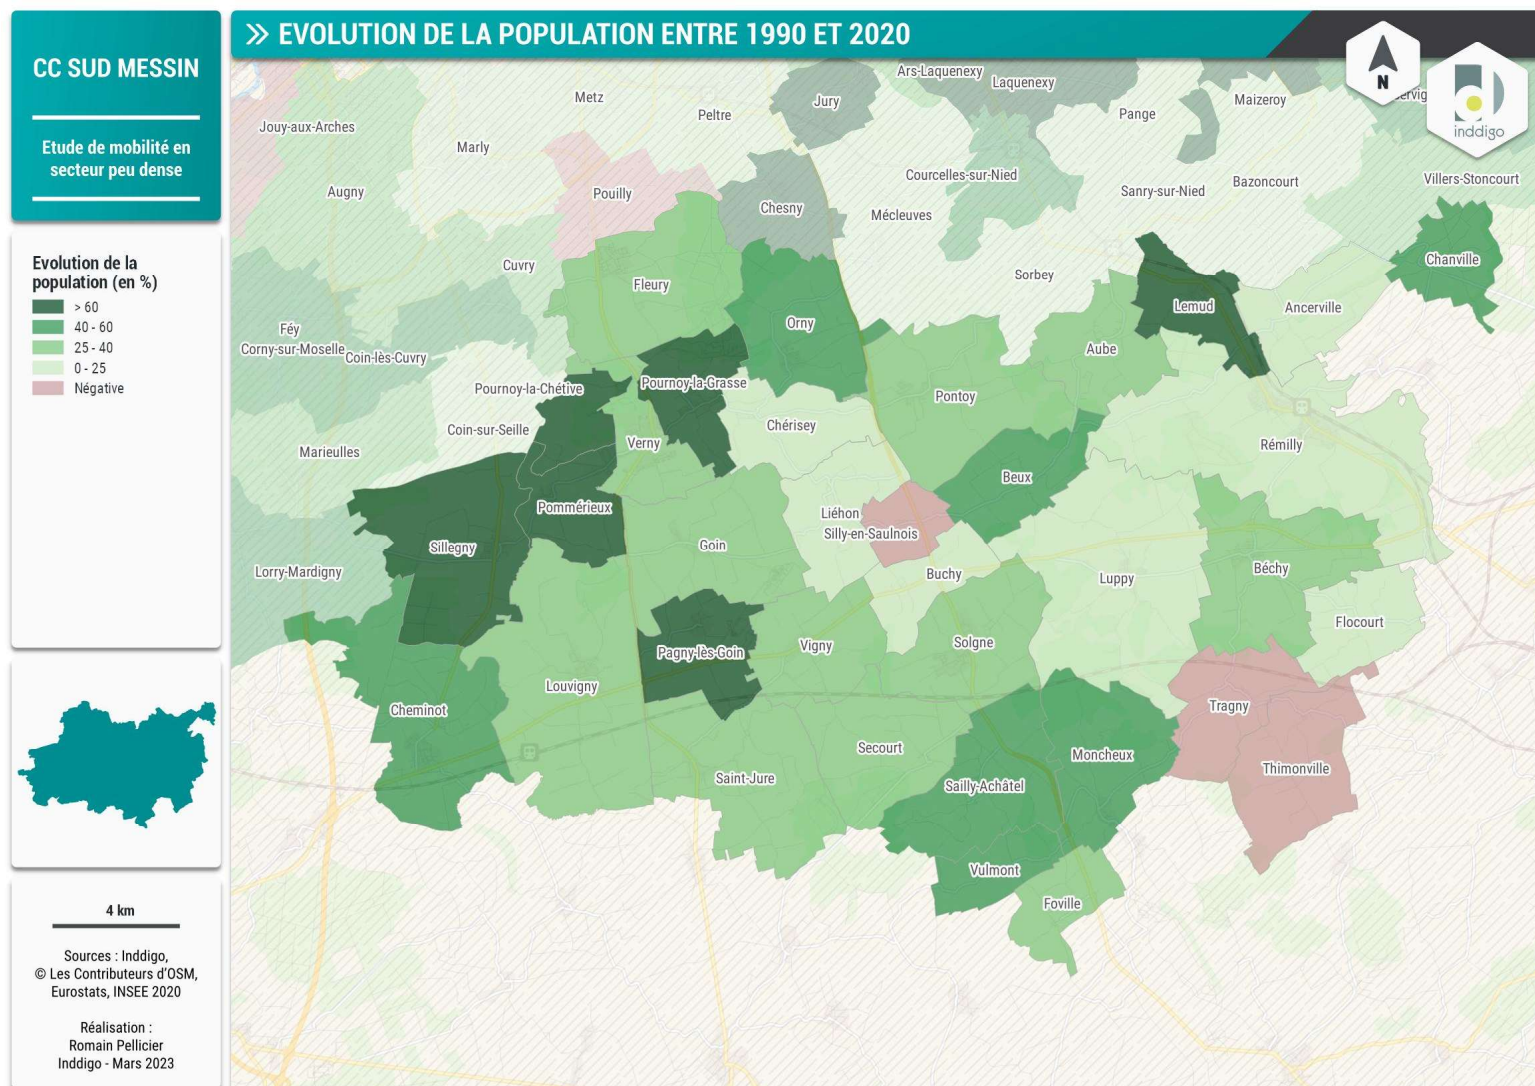 CC SUD MESSIN
Etude de mobilité en
secteur peu dense
EVOLUTION DE LA POPULATION ENTRE 1990 ET 2020
N
inddigo
Evolution de la
population (en %)
> 60
40 - 60
25 - 40
0 - 25
Négative
4 km
Sources : Inddigo,
© Les Contributeurs d'OSM,
Eurostats, INSEE 2020
Réalisation :
Romain Pellicier
Inddigo - Mars 2023
Ars-Laquenexy
Laquenexy
Metz
Jury
Maizeroy
Peltre
Pange
Jouy-aux-Arches
Marly
Courcelles-sur-Nied
Villers-Stoncourt
Bazoncourt
Sanry-sur-Nied
Augny
Pouilly
Chesny
Mécleuves
Chanville
Cuvry
Sorbey
Fleury
Lemud
Ancerville
Orny
Féy
Corny-sur-Moselle
Coin-lès-Cuvry
Aube
Pournoy-la-Chétive
Pournoy-la-Grasse
Pontoy
Chérisey
Coin-sur-Seille
Verny
Rémilly
Marieulles
Beux
Pommérieux
Liéhon
Silly-en-Saulnois
Sillegny
Goin
Lorry-Mardigny
Buchy
Luppy
Béchy
Flocourt
Vigny
Solgne
Pagny-lès-Goin
Louvigny
Cheminot
Tragny
Secourt
Moncheux
Thimonville
Saint-Jure
Sailly-Achâtel
Vulmont
Foville